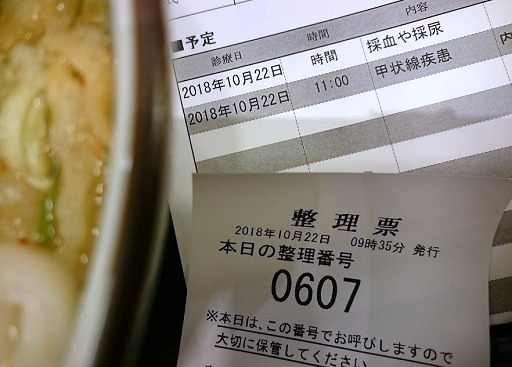 ■予定
診療日 時間 内容
2018年10月22日 時間 採血や採尿
2018年10月22日 11:00 甲状線疾患
整理票
2018年10月22日 09時35分 発行
本日の整理番号
0607
※本日は、この番号でお呼びしますので
大切に保管してください